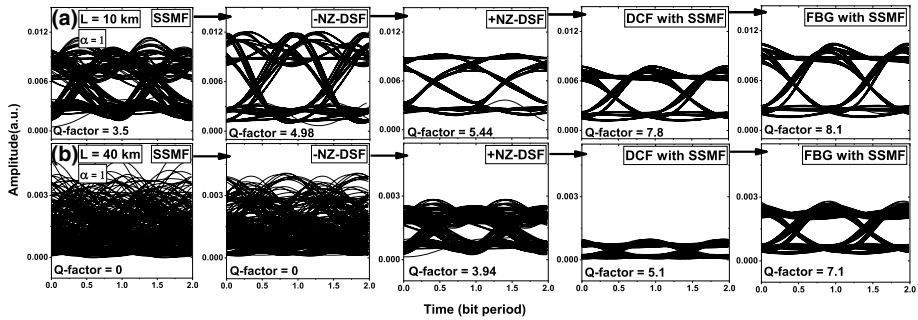 (a) L = 10 km SSMF -NZ-DSF +NZ-DSF DCF with SSMF FBG with SSMF
α = 1
0.012
0.006
0.000
0.012
0.006
0.000
0.012
0.006
0.000
0.012
0.006
0.000
0.012
0.006
0.000
Q-factor = 3.5 Q-factor = 4.98 Q-factor = 5.44 Q-factor = 7.8 Q-factor = 8.1
Amplitude(a.u.)
(b) L = 40 km SSMF -NZ-DSF +NZ-DSF DCF with SSMF FBG with SSMF
α = 1
0.003
0.000
0.003
0.000
0.003
0.000
0.003
0.000
0.003
0.000
Q-factor = 0 Q-factor = 0 Q-factor = 3.94 Q-factor = 5.1 Q-factor = 7.1
0.0 0.5 1.0 1.5 2.0 0.0 0.5 1.0 1.5 2.0 0.0 0.5 1.0 1.5 2.0 0.0 0.5 1.0 1.5 2.0 0.0 0.5 1.0 1.5 2.0
Time (bit period)